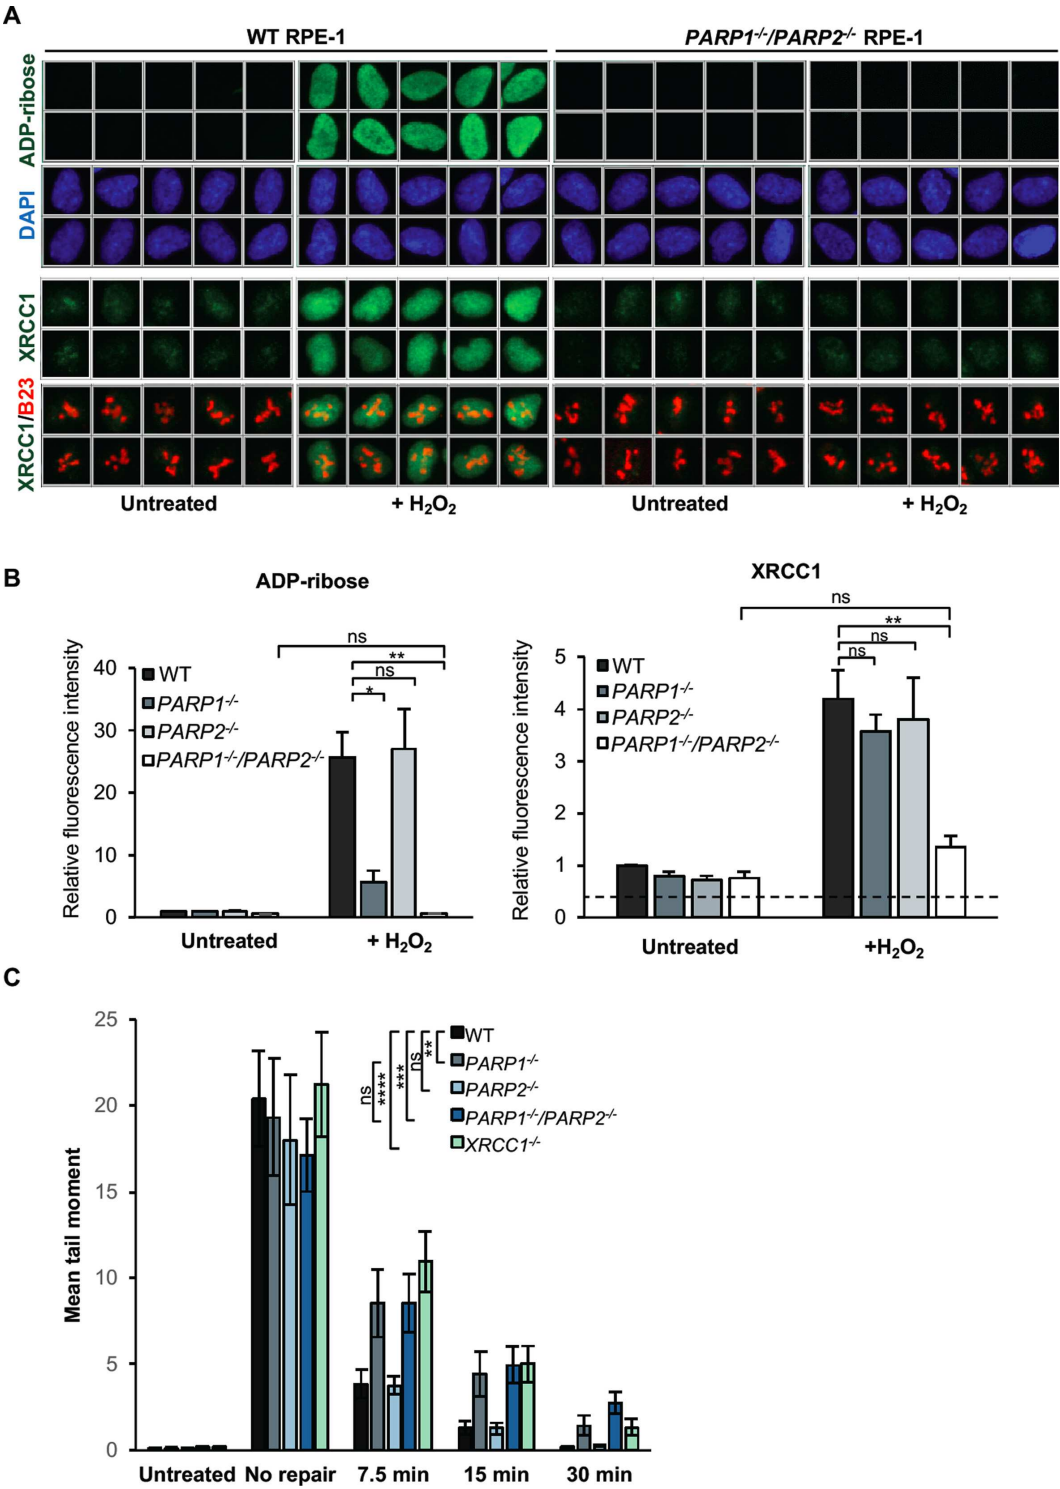 A
WT RPE-1
PARP1-/-/PARP2-/- RPE-1
ADP-ribose
DAPI
XRCC1
XRCC1/B23
Untreated
+ H2O2
Untreated
+ H2O2
B
ADP-ribose
Relative fluorescence intensity
40
30
20
10
0
WT
PARP1-/-
PARP2-/-
PARP1-/-/PARP2-/-
ns
**
ns
*
Untreated
+ H2O2
XRCC1
Relative fluorescence intensity
5
4
3
2
1
0
WT
PARP1-/-
PARP2-/-
PARP1-/-/PARP2-/-
ns
**
ns
ns
Untreated
+H2O2
C
Mean tail moment
25
20
15
10
5
0
ns
****
***
ns
**
WT
PARP1-/-
PARP2-/-
PARP1-/-/PARP2-/-
XRCC1-/-
Untreated
No repair
7.5 min
15 min
30 min